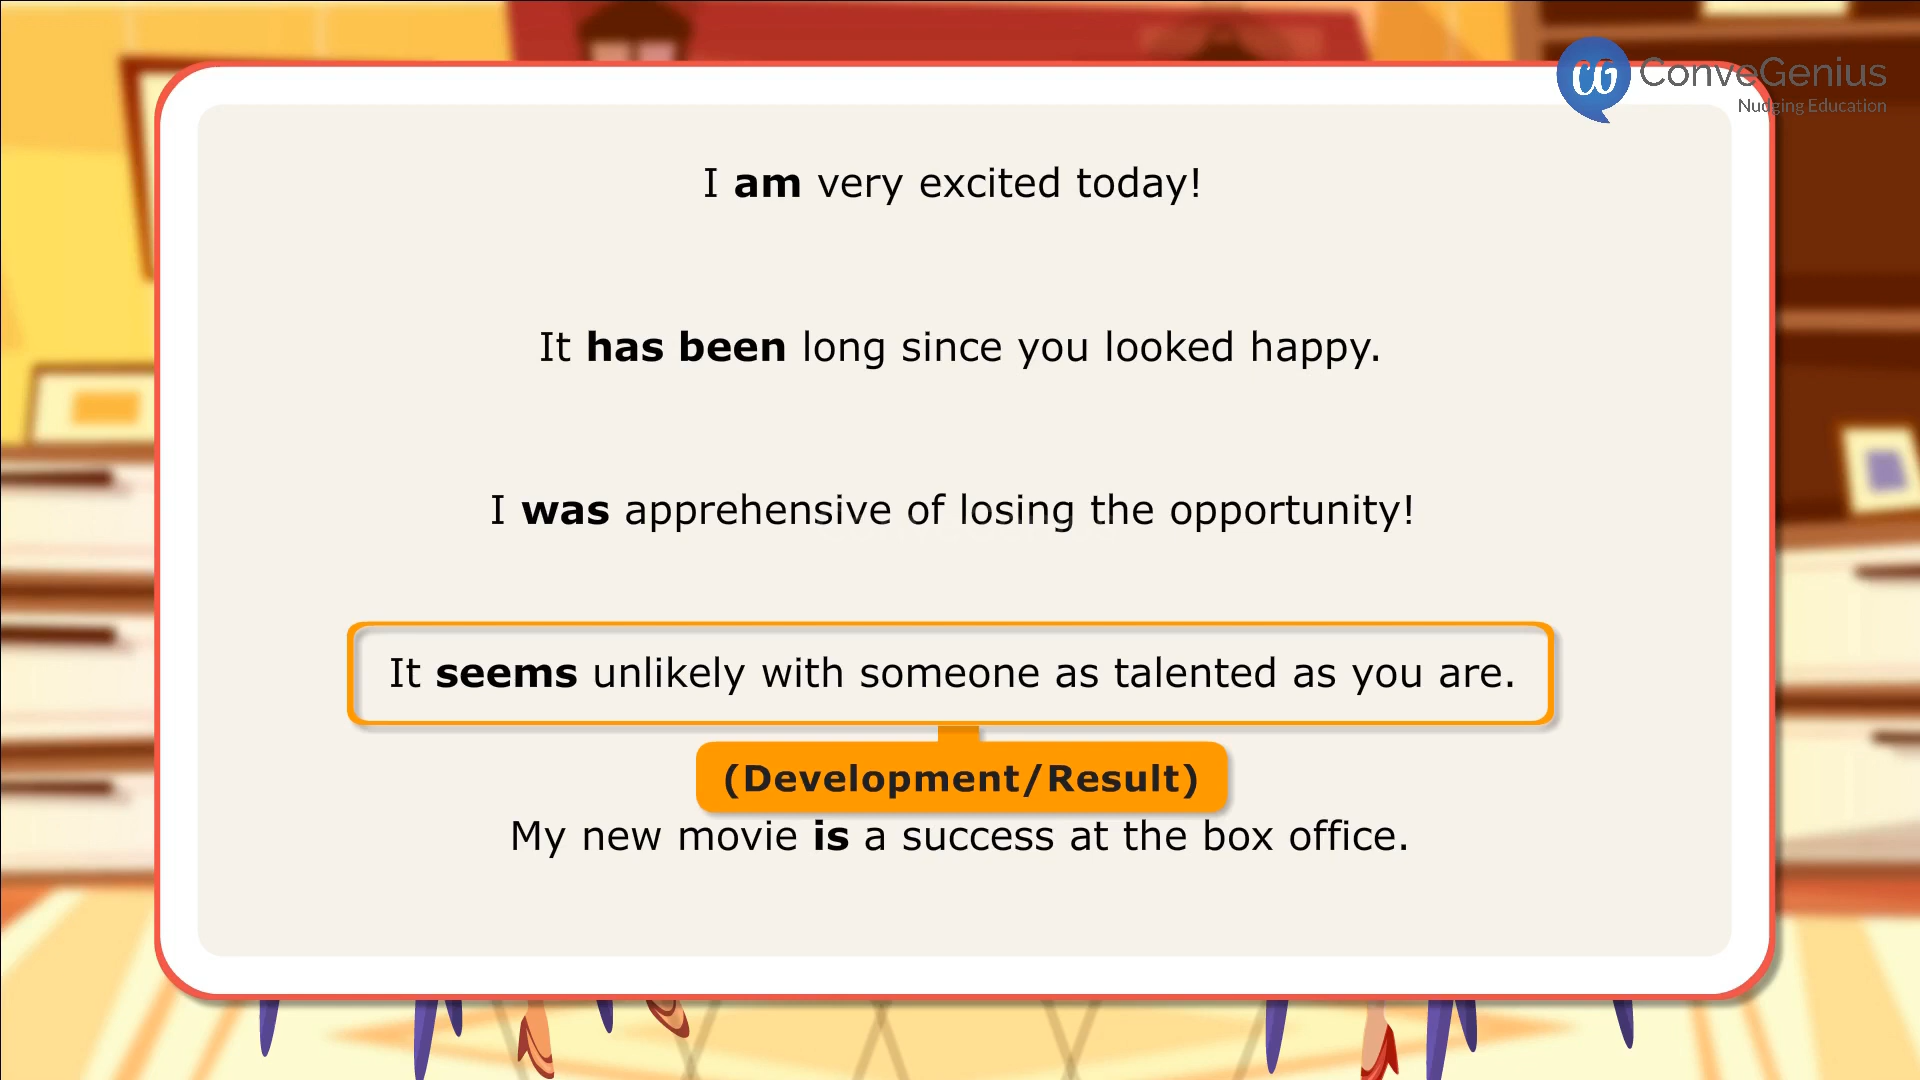 CG ConveGenius
Nudging Education
I am very excited today!
It has been long since you looked happy.
I was apprehensive of losing the opportunity!
It seems unlikely with someone as talented as you are.
(Development/Result)
My new movie is a success at the box office.